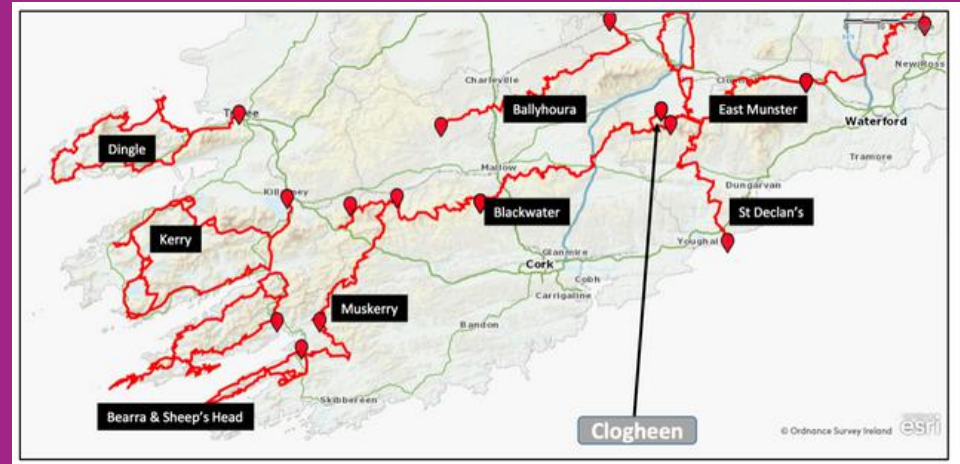 New Ross
Charleville
Ballyhoura
East Munster
Waterford
Dingle
Tramore
Mallow
Dungarvan
Blackwater
St Declan's
Kerry
Youghal
Glanmire
Cork
Cobh
Carrigaline
Muskerry
Bandon
Skibbereen
Bearra & Sheep's Head
Clogheen
© Ordnance Survey Ireland
esri